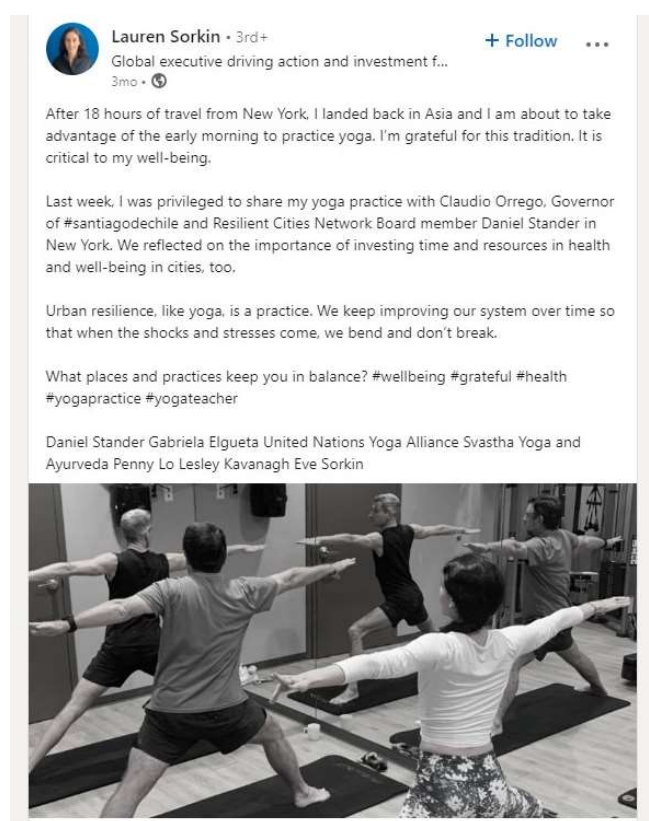 Lauren Sorkin • 3rd+
+ Follow ...
Global executive driving action and investment f...
3mo •
After 18 hours of travel from New York, I landed back in Asia and I am about to take
advantage of the early morning to practice yoga. I'm grateful for this tradition. It is
critical to my well-being.
Last week, I was privileged to share my yoga practice with Claudio Orrego, Governor
of #santiagodechile and Resilient Cities Network Board member Daniel Stander in
New York. We reflected on the importance of investing time and resources in health
and well-being in cities, too.
Urban resilience, like yoga, is a practice. We keep improving our system over time so
that when the shocks and stresses come, we bend and don't break.
What places and practices keep you in balance? #wellbeing #grateful #health
#yogapractice #yogateacher
Daniel Stander Gabriela Elgueta United Nations Yoga Alliance Svastha Yoga and
Ayurveda Penny Lo Lesley Kavanagh Eve Sorkin